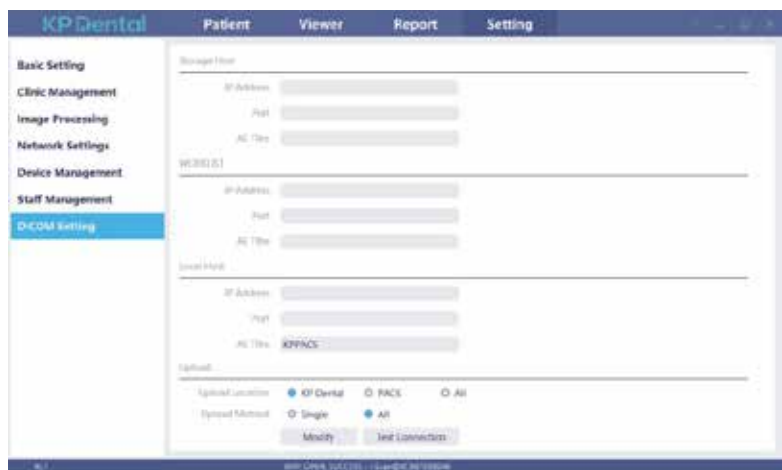 KP Dental
Patient Viewer Report Setting
Basic Setting
Clinic Management
Image Processing
Network Settings
Device Management
Staff Management
DICOM Setting
Storage Host
IP Address
Port
AE Title
WORKLIST
IP Address
Port
AE Title
Local Host
IP Address
Port
AE Title KPPACS
Upload
Upload Location KP Dental PACS All
Upload Method Single All
Modify Test Connection